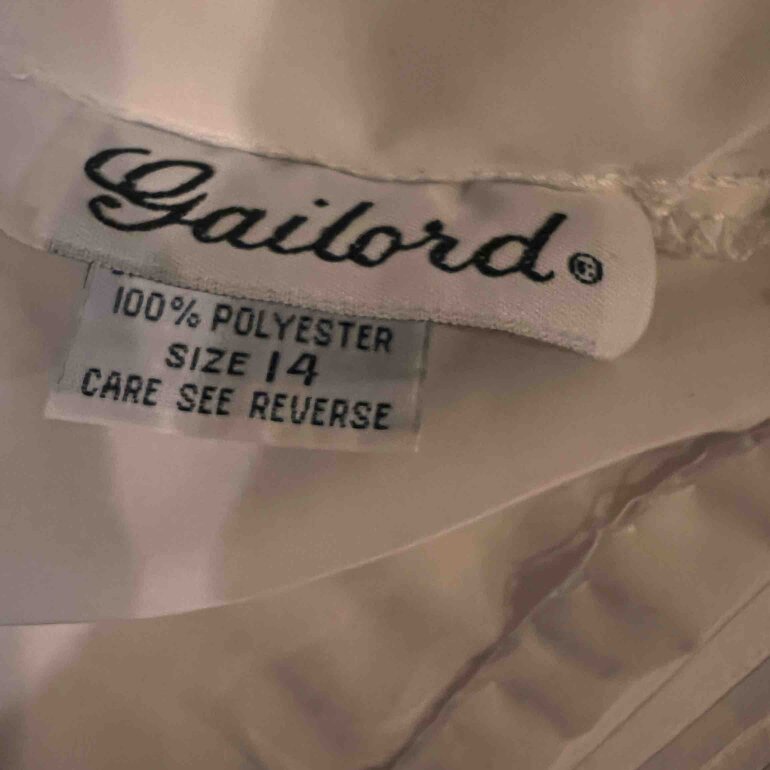 Gailord®
100% POLYESTER
SIZE 14
CARE SEE REVERSE